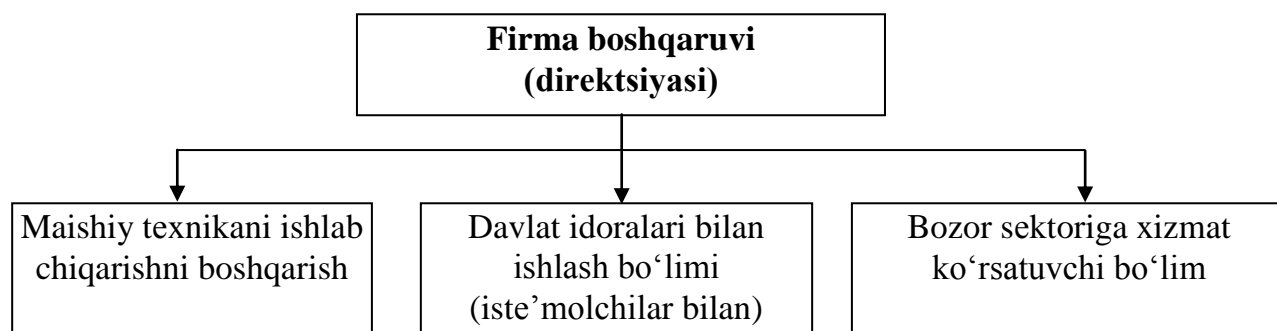 Firma boshqaruvi
(direktsiyasi)
Maishiy texnikani ishlab
chiqarishni boshqarish
Davlat idoralari bilan
ishlash bo‘limi
(iste’molchilar bilan)
Bozor sektoriga xizmat
ko‘rsatuvchi bo‘lim